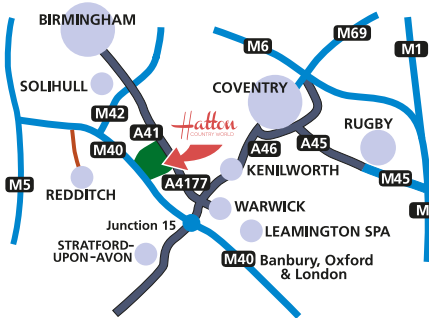 BIRMINGHAM
M69
M6
M1
SOLIHULL
COVENTRY
M42
Hatton
COUNTRY WORLD
A41
RUGBY
M40
A46
A45
KENILWORTH
M5
REDDITCH
A4177
M45
WARWICK
M
Junction 15
LEAMINGTON SPA
STRATFORD-
UPON-AVON
M40
Banbury, Oxford
& London